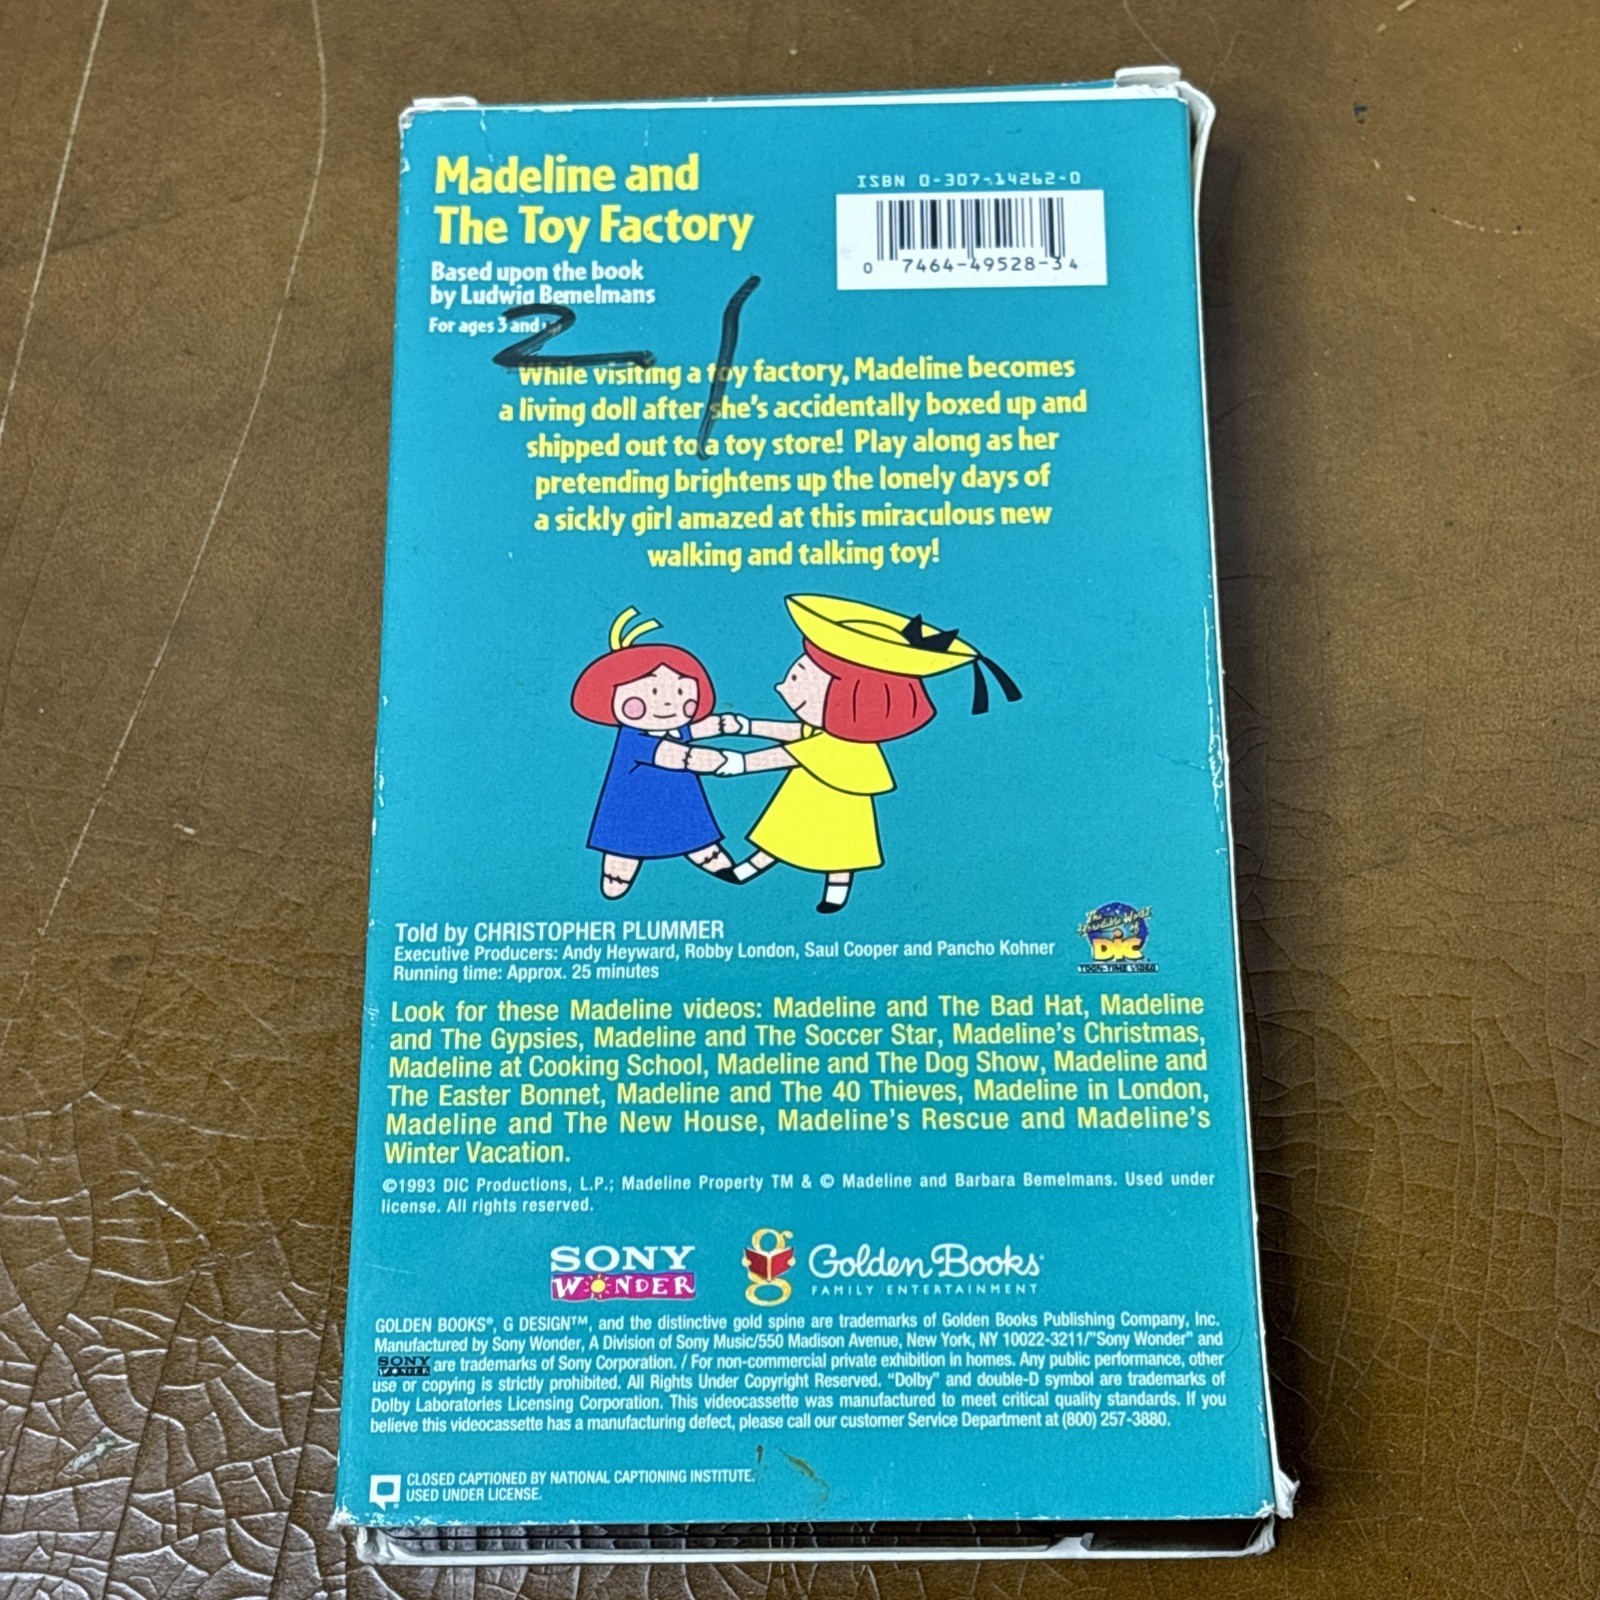 Madeline and
The Toy Factory
Based upon the book
by Ludwig Bemelmans
For ages 3 and up
ISBN 0-307-14262-0
0 7464-49528-3 4
2/
While visiting a toy factory, Madeline becomes
a living doll after she's accidentally boxed up and
shipped out to a toy store! Play along as her
pretending brightens up the lonely days of
a sickly girl amazed at this miraculous new
walking and talking toy!
Told by CHRISTOPHER PLUMMER
Executive Producers: Andy Heyward, Robby London, Saul Cooper and Pancho Kohner
Running time: Approx. 25 minutes
The
Incredible World
of
DiC
TOON-TIME VIDEO
Look for these Madeline videos: Madeline and The Bad Hat, Madeline
and The Gypsies, Madeline and The Soccer Star, Madeline's Christmas,
Madeline at Cooking School, Madeline and The Dog Show, Madeline and
The Easter Bonnet, Madeline and The 40 Thieves, Madeline in London,
Madeline and The New House, Madeline's Rescue and Madeline's
Winter Vacation.
©1993 DIC Productions, L.P.; Madeline Property TM & © Madeline and Barbara Bemelmans. Used under
license. All rights reserved.
SONY
WONDER
g Golden Books®
FAMILY ENTERTAINMENT
GOLDEN BOOKS®, G DESIGN™, and the distinctive gold spine are trademarks of Golden Books Publishing Company, Inc.
Manufactured by Sony Wonder, A Division of Sony Music/550 Madison Avenue, New York, NY 10022-3211/"Sony Wonder" and
SONY WONDER are trademarks of Sony Corporation. / For non-commercial private exhibition in homes. Any public performance, other
use or copying is strictly prohibited. All Rights Under Copyright Reserved. "Dolby" and double-D symbol are trademarks of
Dolby Laboratories Licensing Corporation. This videocassette was manufactured to meet critical quality standards. If you
believe this videocassette has a manufacturing defect, please call our customer Service Department at (800) 257-3880.
CLOSED CAPTIONED BY NATIONAL CAPTIONING INSTITUTE.
USED UNDER LICENSE.